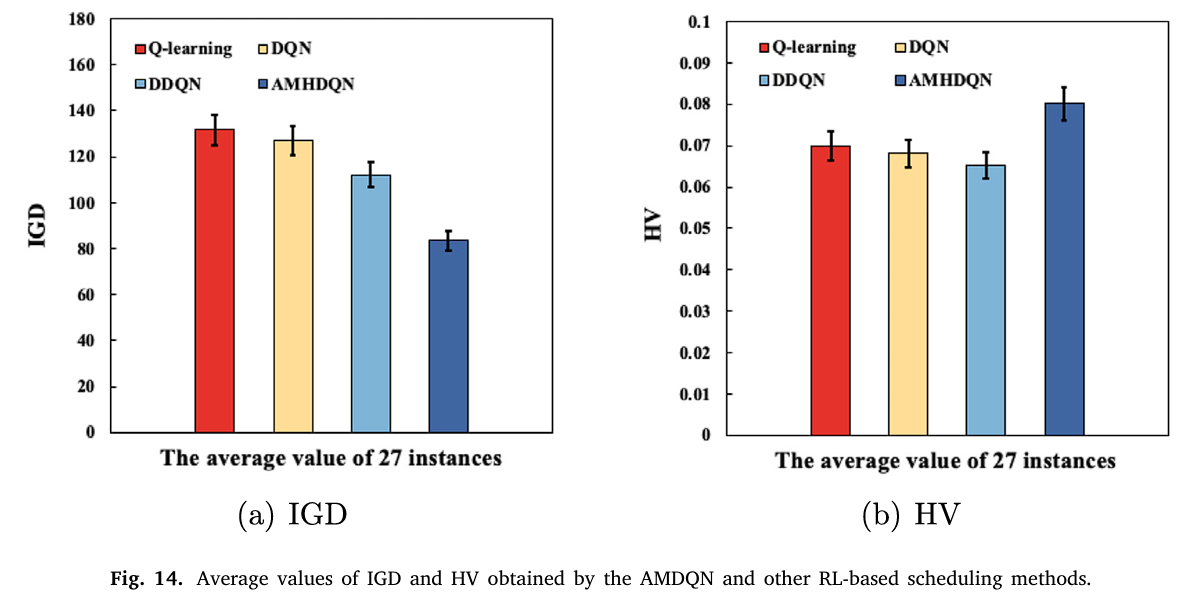 180
160
140
120
100
80
60
40
20
0
IGD
Q-learning DQN
DDQN AMHDQN
The average value of 27 instances
(a) IGD
0.1
0.09
0.08
0.07
0.06
0.05
0.04
0.03
0.02
0.01
0
HV
Q-learning DQN
DDQN AMHDQN
The average value of 27 instances
(b) HV
Fig. 14. Average values of IGD and HV obtained by the AMDQN and other RL-based scheduling methods.